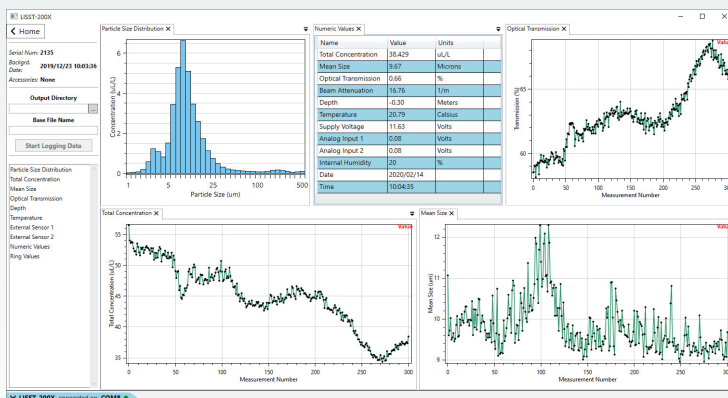 LISST-200X
Home
Serial Num: 2135
Backgrd. Date: 2019/12/23 10:03:36
Accessories: None
Output Directory
...
Base File Name
Start Logging Data
Particle Size Distribution
Total Concentration
Mean Size
Optical Transmission
Depth
Temperature
External Sensor 1
External Sensor 2
Numeric Values
Ring Values
Particle Size Distribution X
Concentration (uL/L)
6
4
2
0
1 5 25 100 500
Particle Size (um)
Numeric Values X
Name Value Units
Total Concentration 38.429 uL/L
Mean Size 9.67 Microns
Optical Transmission 0.66 %
Beam Attenuation 16.76 1/m
Depth -0.30 Meters
Temperature 20.79 Celsius
Supply Voltage 11.63 Volts
Analog Input 1 0.08 Volts
Analog Input 2 0.08 Volts
Internal Humidity 20 %
Date 2020/02/14
Time 10:04:35
Optical Transmission X
Value
Transmission (%)
65
60
0 50 100 150 200 250 300
Measurement Number
Total Concentration X
Value
Total Concentration (uL/L)
55
50
45
40
35
0 50 100 150 200 250 300
Measurement Number
Mean Size X
Value
Mean Size (um)
12
11
10
9
0 50 100 150 200 250 300
Measurement Number
LISST-200X connected on COM8